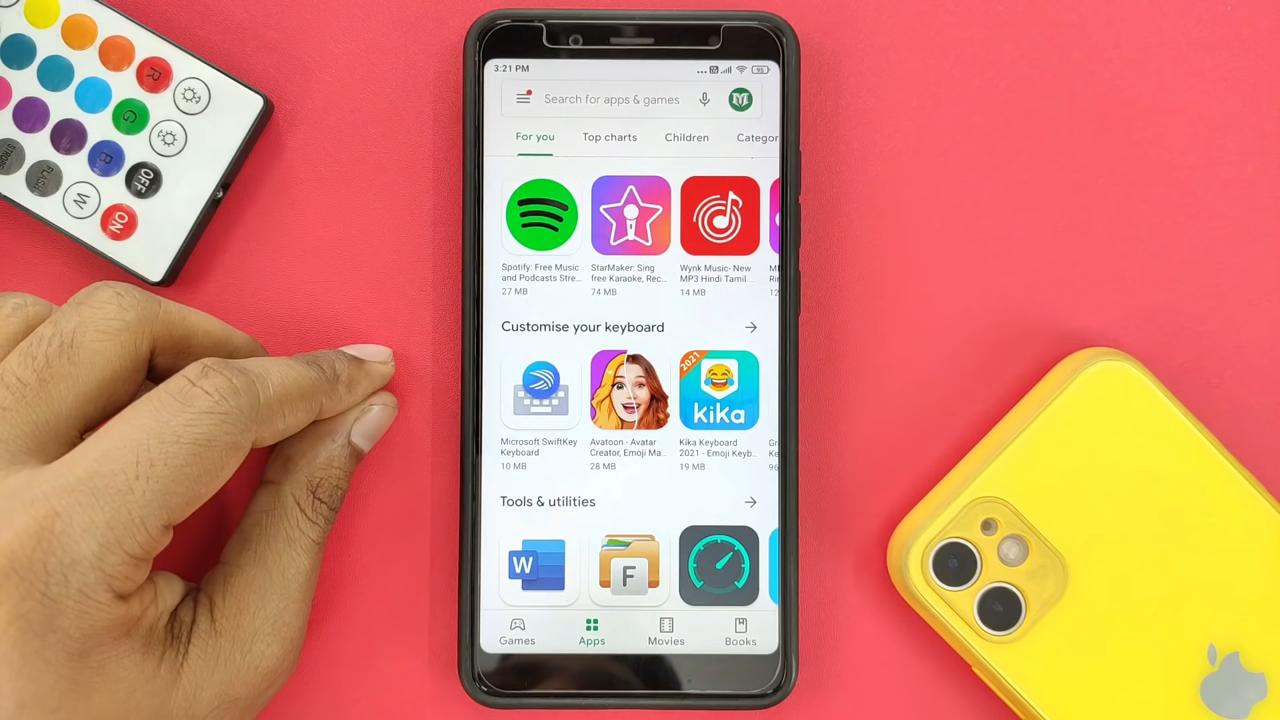 R
G
B
OFF
STROBE
FLASH
W
ON
3:21 PM
95
Search for apps & games
For you
Top charts
Children
Categor
Spotify: Free Music
and Podcasts Stre...
27 MB
StarMaker: Sing
free Karaoke, Rec...
74 MB
Wynk Music- New
MP3 Hindi Tamil ...
14 MB
Customise your keyboard
2021
kika
Microsoft SwiftKey
Keyboard
10 MB
Avatoon - Avatar
Creator, Emoji Ma...
28 MB
Kika Keyboard
2021 - Emoji Keyb...
19 MB
Tools & utilities
W
F
Games
Apps
Movies
Books